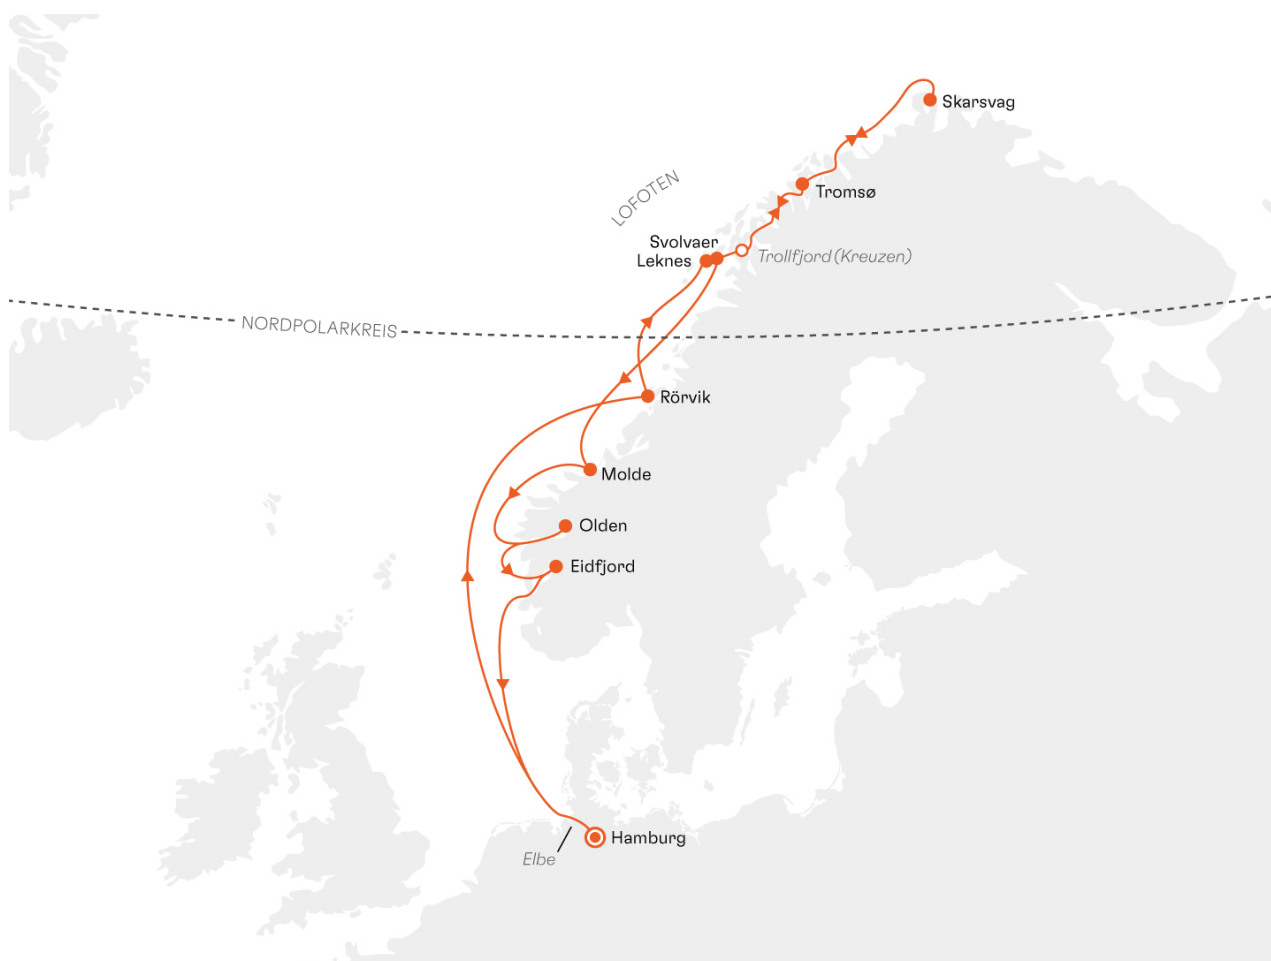 Skarsvag
Tromsø
LOFOTEN
Svolvaer
Leknes
Trollfjord (Kreuzen)
NORDPOLARKREIS
Rörvik
Molde
Olden
Eidfjord
Hamburg
Elbe